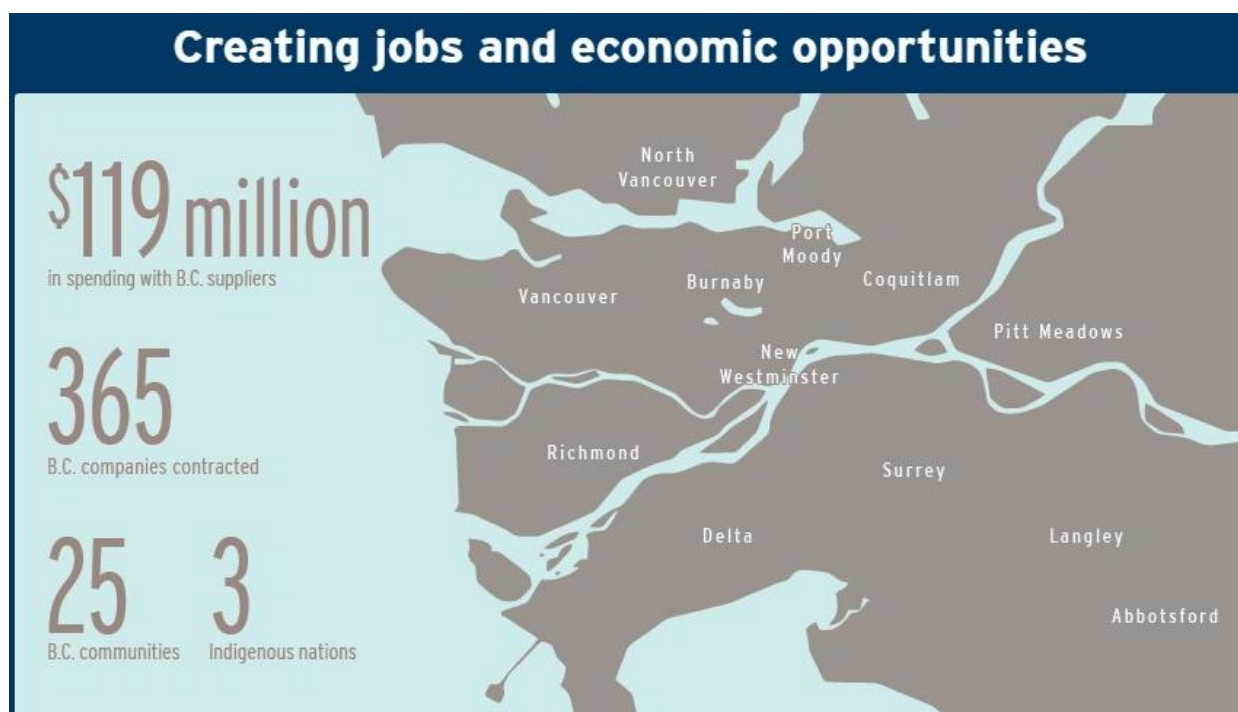 Creating jobs and economic opportunities
$119 million
in spending with B.C. suppliers
365
B.C. companies contracted
25
B.C. communities
3
Indigenous nations
North
Vancouver
Port
Moody
Burnaby
Coquitlam
Vancouver
Pitt Meadows
New
Westminster
Richmond
Surrey
Delta
Langley
Abbotsford